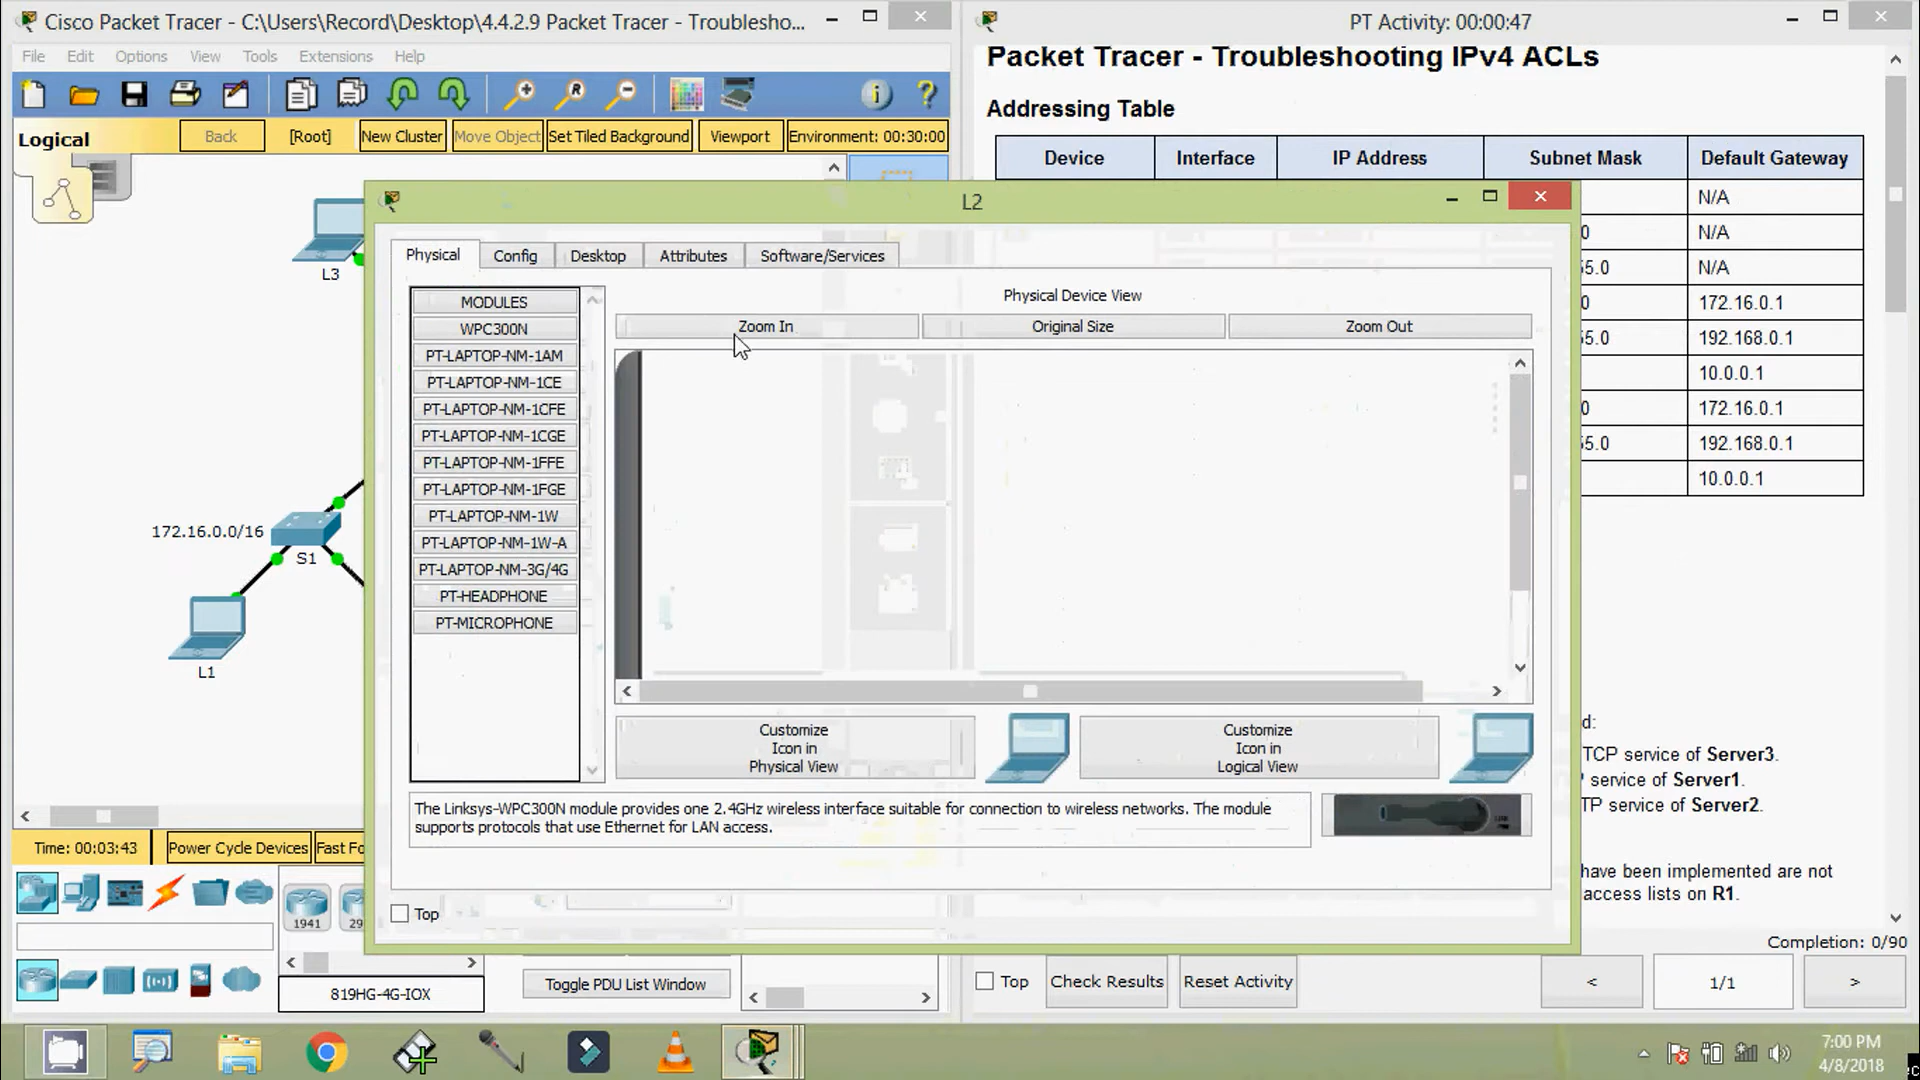 Cisco Packet Tracer - C:\Users\Record\Desktop\4.4.2.9 Packet Tracer - Troublesho...
File Edit Options View Tools Extensions Help
Logical
Back
[Root]
New Cluster
Move Object
Set Tiled Background
Viewport
Environment: 00:30:00
L3
172.16.0.0/16
S1
L1
Time: 00:03:43
Power Cycle Devices
Fast Fo
1941
29
819HG-4G-IOX
Toggle PDU List Window
PT Activity: 00:00:47
Packet Tracer - Troubleshooting IPv4 ACLs
Addressing Table
Device Interface IP Address Subnet Mask Default Gateway
N/A
0 N/A
55.0 N/A
0 172.16.0.1
55.0 192.168.0.1
10.0.0.1
0 172.16.0.1
55.0 192.168.0.1
10.0.0.1
d:
TCP service of Server3.
service of Server1.
TP service of Server2.
have been implemented are not
access lists on R1.
Completion: 0/90
Top
Check Results
Reset Activity
<
1/1
>
L2
Physical Config Desktop Attributes Software/Services
MODULES
WPC300N
PT-LAPTOP-NM-1AM
PT-LAPTOP-NM-1CE
PT-LAPTOP-NM-1CFE
PT-LAPTOP-NM-1CGE
PT-LAPTOP-NM-1FFE
PT-LAPTOP-NM-1FGE
PT-LAPTOP-NM-1W
PT-LAPTOP-NM-1W-A
PT-LAPTOP-NM-3G/4G
PT-HEADPHONE
PT-MICROPHONE
Physical Device View
Zoom In
Original Size
Zoom Out
Customize
Icon in
Physical View
Customize
Icon in
Logical View
The Linksys-WPC300N module provides one 2.4GHz wireless interface suitable for connection to wireless networks. The module
supports protocols that use Ethernet for LAN access.
Top
7:00 PM
4/8/2018